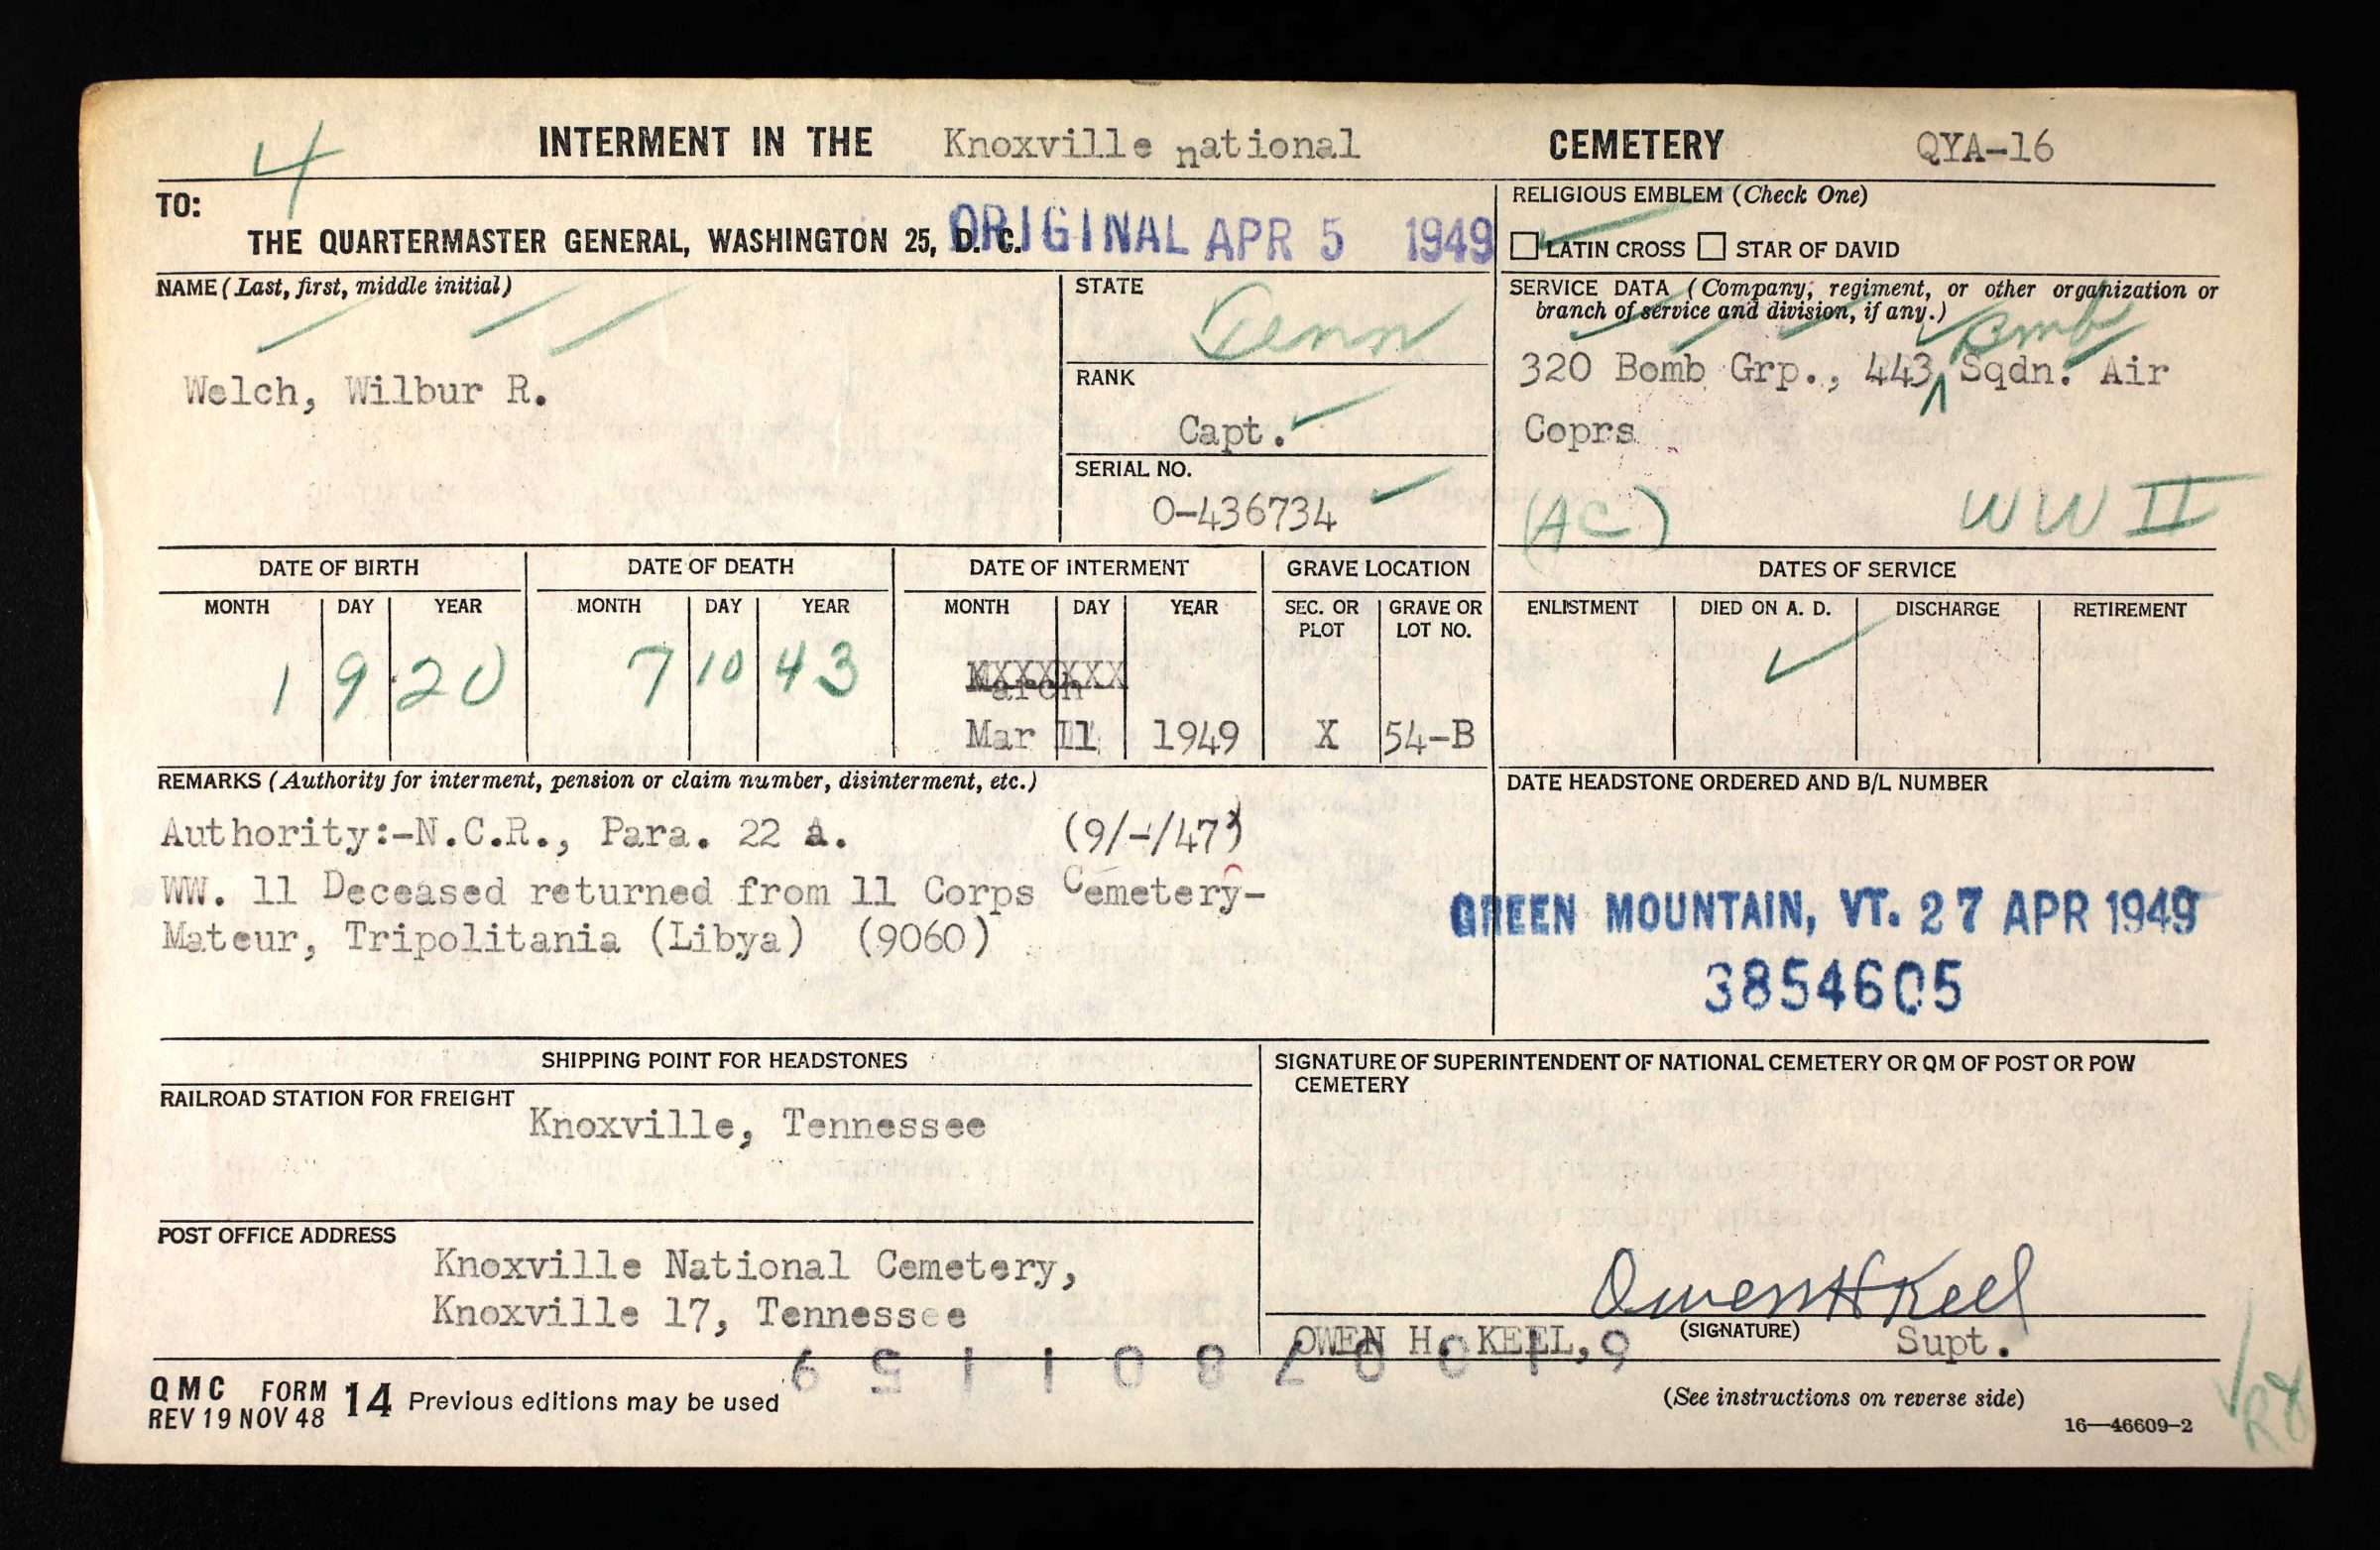 4
INTERMENT IN THE Knoxville national CEMETERY QYA-16
TO:
THE QUARTERMASTER GENERAL, WASHINGTON 25, D. C. ORIGINAL APR 5 1949
RELIGIOUS EMBLEM (Check One)
LATIN CROSS STAR OF DAVID
NAME (Last, first, middle initial)
Welch, Wilbur R.
STATE
Tenn
RANK
Capt.
SERIAL NO.
O-436734
SERVICE DATA (Company, regiment, or other organization or
branch of service and division, if any.)
Bmb
320 Bomb Grp., 443 Sqdn. Air
Coprs
(AC) WW II
DATE OF BIRTH
MONTH DAY YEAR
1 9 20
DATE OF DEATH
MONTH DAY YEAR
7 10 43
DATE OF INTERMENT
MONTH DAY YEAR
Mar 11 1949
GRAVE LOCATION
SEC. OR PLOT
GRAVE OR LOT NO.
X 54-B
DATES OF SERVICE
ENLISTMENT DIED ON A. D. DISCHARGE RETIREMENT
REMARKS (Authority for interment, pension or claim number, disinterment, etc.)
Authority:-N.C.R., Para. 22 a. (9/-/47)
WW. 11 Deceased returned from 11 Corps Cemetery-
Mateur, Tripolitania (Libya) (9060)
DATE HEADSTONE ORDERED AND B/L NUMBER
GREEN MOUNTAIN, VT. 27 APR 1949
3854605
SHIPPING POINT FOR HEADSTONES
RAILROAD STATION FOR FREIGHT
Knoxville, Tennessee
POST OFFICE ADDRESS
Knoxville National Cemetery,
Knoxville 17, Tennessee
SIGNATURE OF SUPERINTENDENT OF NATIONAL CEMETERY OR QM OF POST OR POW
CEMETERY
Owen H Keel
OWEN H. KEEL, (SIGNATURE) Supt.
QMC FORM 14 Previous editions may be used
REV 19 NOV 48
(See instructions on reverse side)
16—46609-2